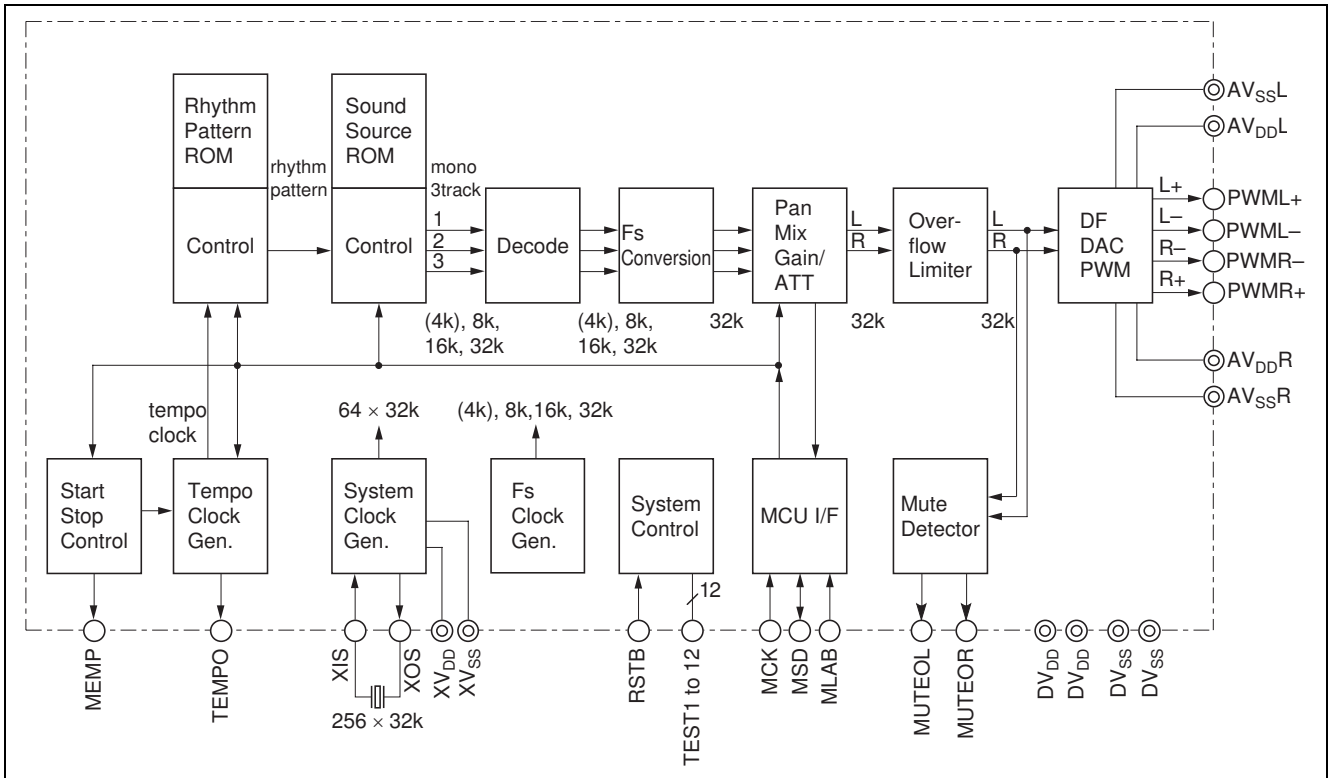 Rhythm
Pattern
ROM
Control
rhythm
pattern
Sound
Source
ROM
Control
mono
3track
1
2
3
Decode
Fs
Conversion
Pan
Mix
Gain/
ATT
L
R
Over-
flow
Limiter
L
R
DF
DAC
PWM
L+
L–
R–
R+
AVSSL
AVDDL
PWML+
PWML–
PWMR–
PWMR+
AVDDR
AVSSR
(4k), 8k,
16k, 32k
(4k), 8k,
16k, 32k
32k
32k
32k
tempo
clock
64 × 32k
(4k), 8k,16k, 32k
Start
Stop
Control
Tempo
Clock
Gen.
System
Clock
Gen.
Fs
Clock
Gen.
System
Control
12
MCU I/F
Mute
Detector
MEMP
TEMPO
XIS
XOS
XVDD
XVSS
256 × 32k
RSTB
TEST1 to 12
MCK
MSD
MLAB
MUTEOL
MUTEOR
DVDD
DVDD
DVSS
DVSS